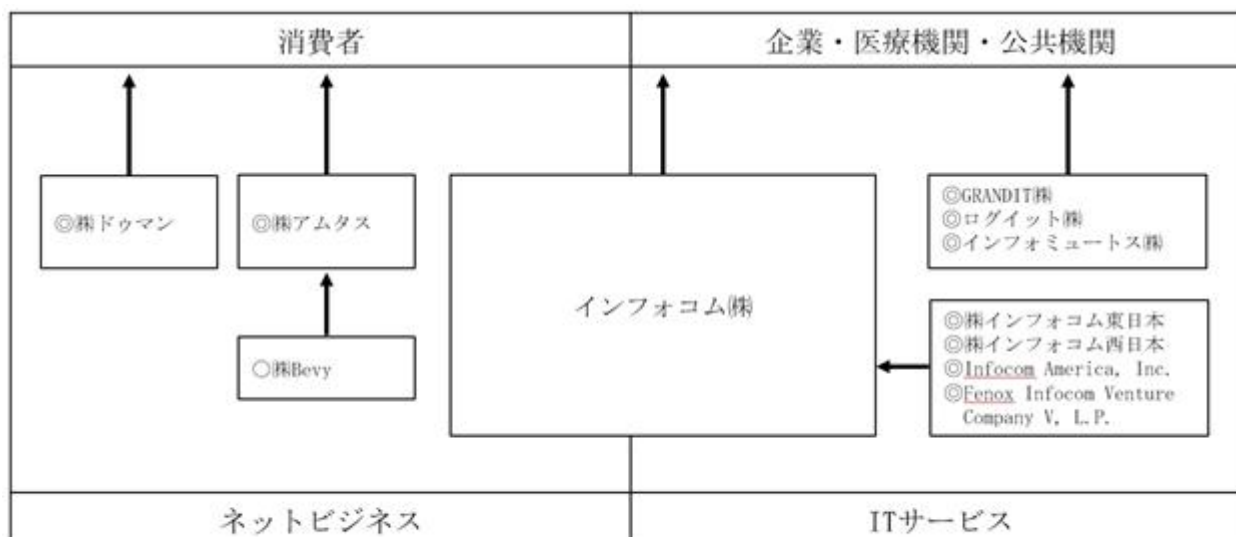 消費者
企業・医療機関・公共機関
◎㈱ドゥマン
◎㈱アムタス
○㈱Bevy
インフォコム㈱
◎GRANDIT㈱
◎ログイット㈱
◎インフォミュートス㈱
◎㈱インフォコム東日本
◎㈱インフォコム西日本
◎Infocom America, Inc.
◎Fenox Infocom Venture
Company V, L.P.
ネットビジネス
ITサービス